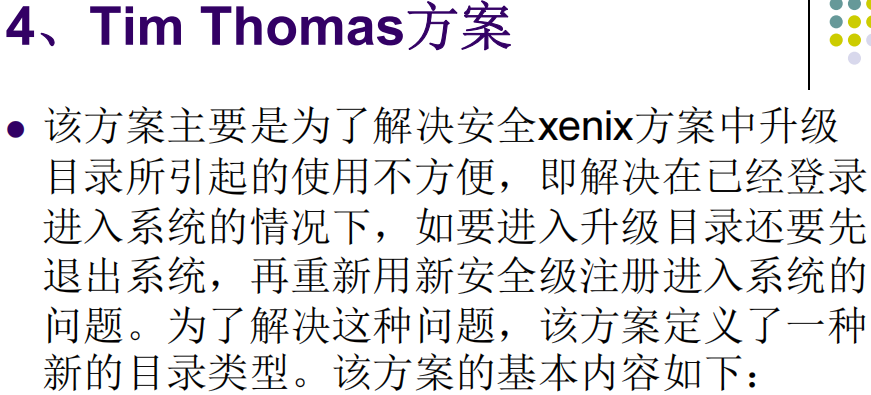 4、Tim Thomas方案
● 该方案主要是为了解决安全xenix方案中升级
目录所引起的使用不方便，即解决在已经登录
进入系统的情况下，如要进入升级目录还要先
退出系统，再重新用新安全级注册进入系统的
问题。为了解决这种问题，该方案定义了一种
新的目录类型。该方案的基本内容如下：